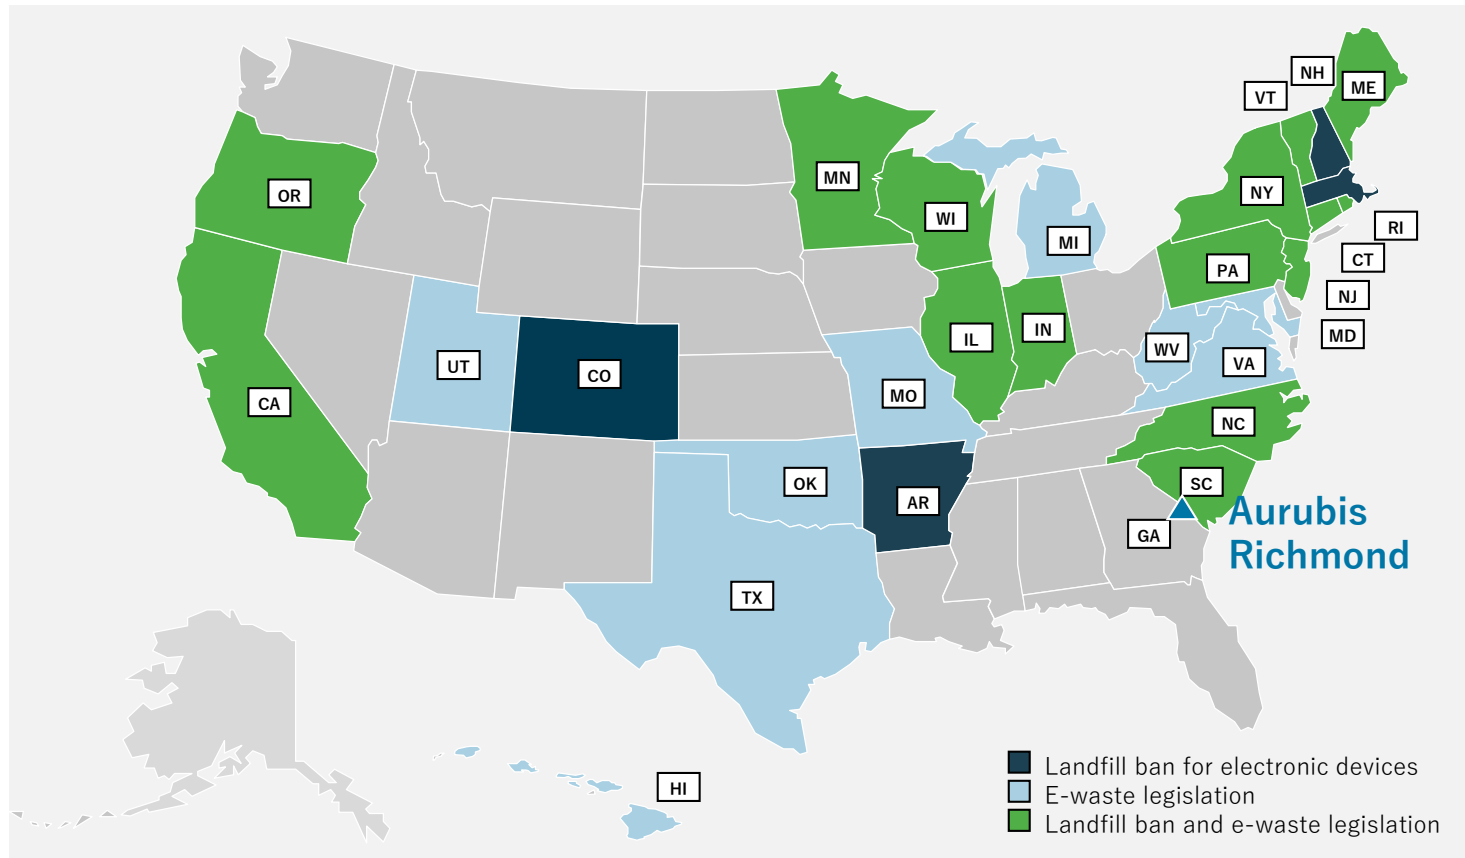 NH
ME
VT
MN
OR
NY
WI
RI
MI
CT
PA
NJ
IN
MD
IL
WV
VA
UT
CO
MO
CA
NC
OK
SC
AR
Aurubis
GA
Richmond
TX
Landfill ban for electronic devices
HI
E-waste legislation
Landfill ban and e-waste legislation